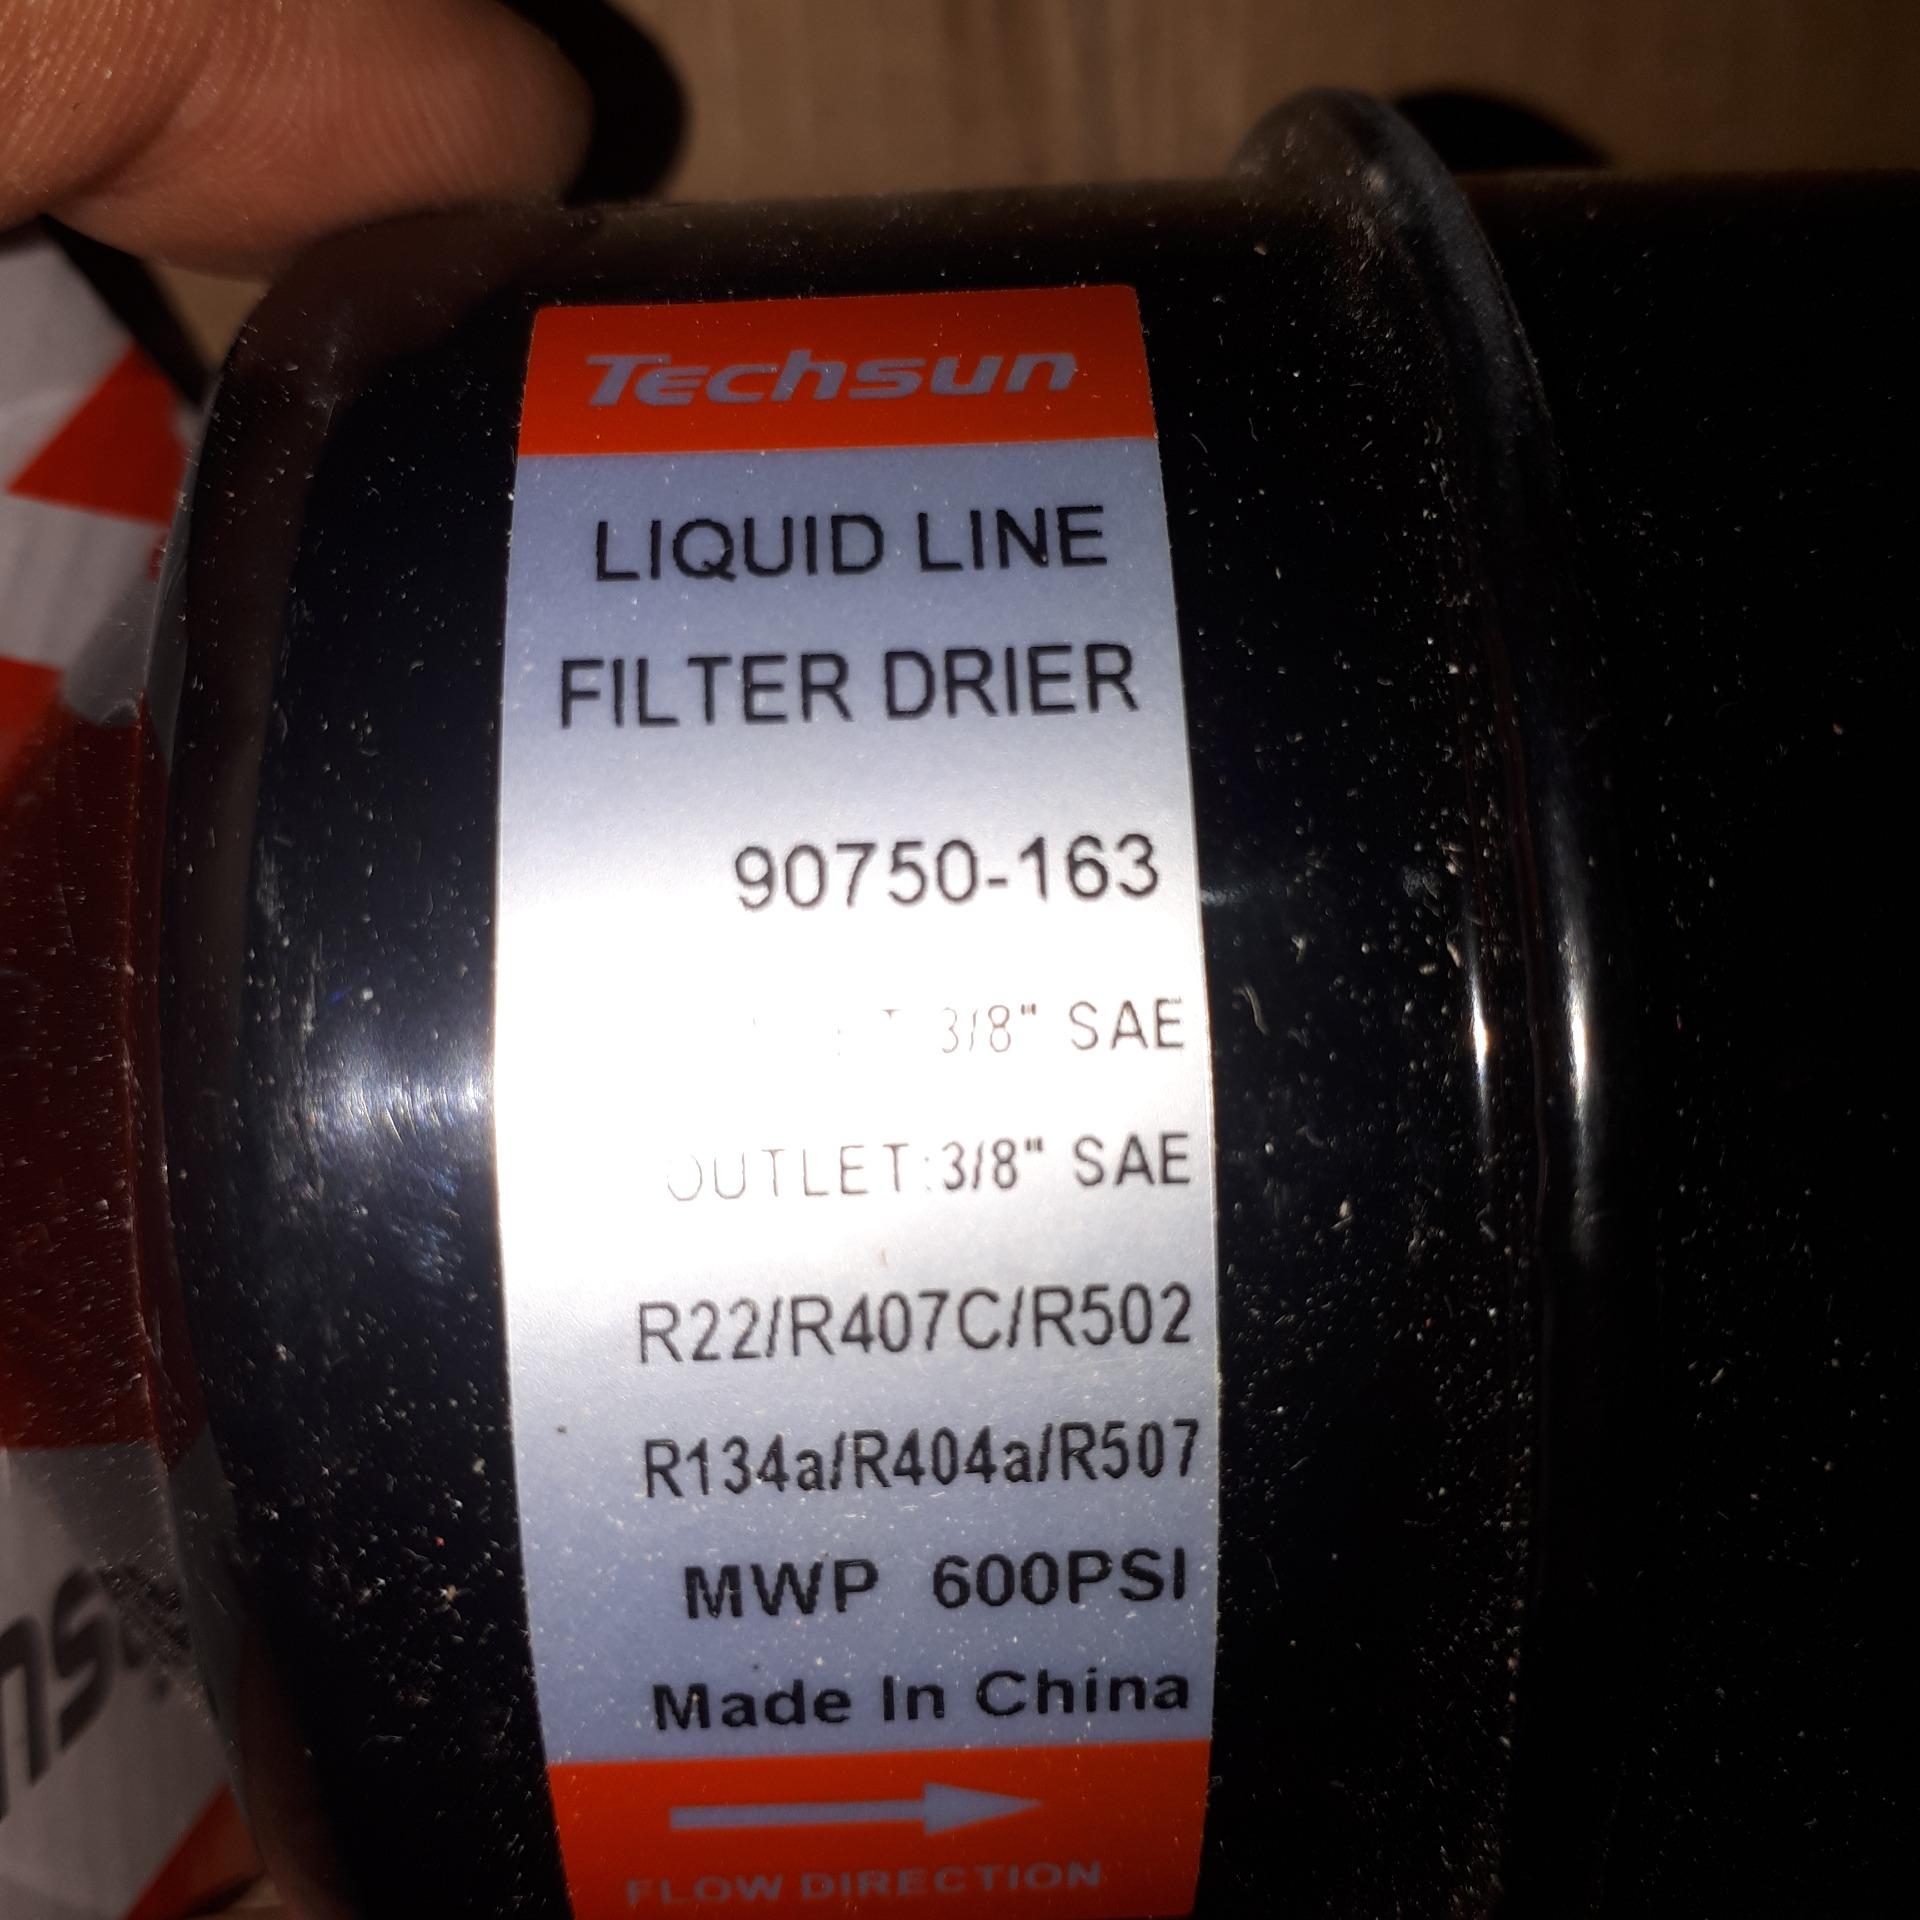 Techsun
LIQUID LINE
FILTER DRIER
90750-163
3/8" SAE
OUTLET:3/8" SAE
R22/R407C/R502
R134a/R404a/R507
MWP 600PSI
Made In China
FLOW DIRECTION